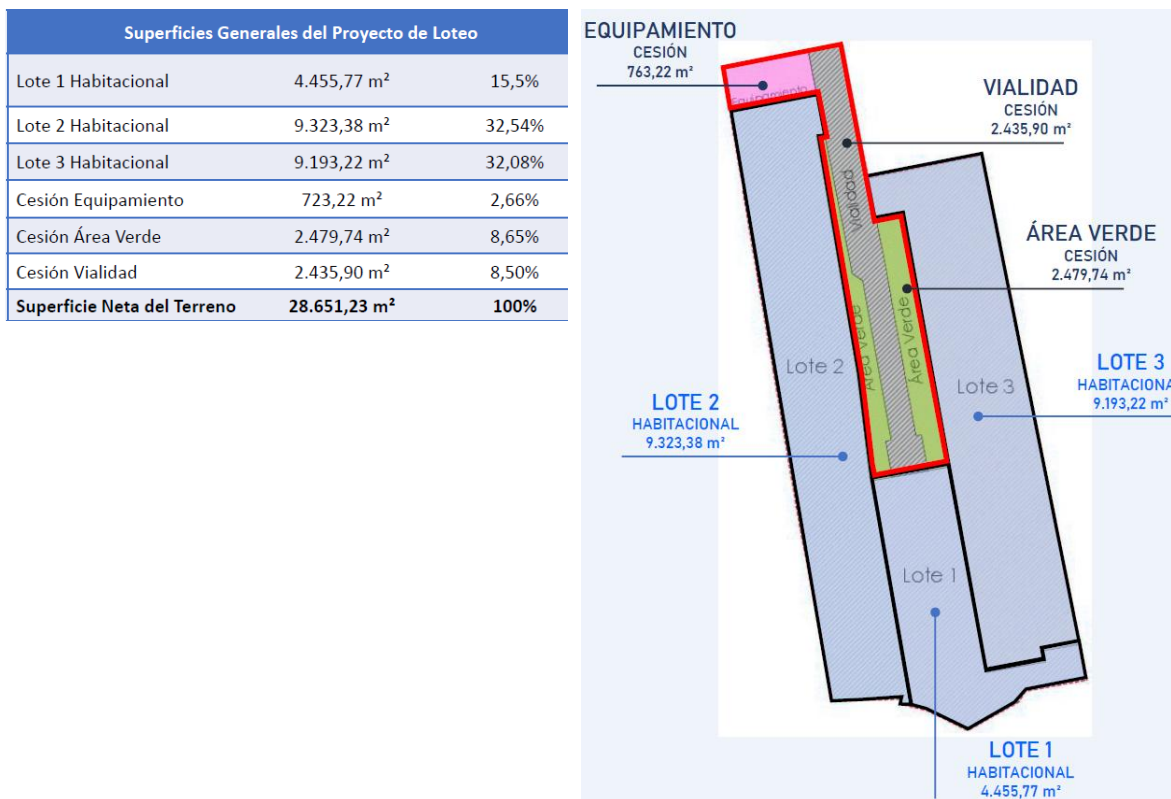 Superficies Generales del Proyecto de Loteo
Lote 1 Habitacional 4.455,77 m² 15,5%
Lote 2 Habitacional 9.323,38 m² 32,54%
Lote 3 Habitacional 9.193,22 m² 32,08%
Cesión Equipamiento 723,22 m² 2,66%
Cesión Área Verde 2.479,74 m² 8,65%
Cesión Vialidad 2.435,90 m² 8,50%
Superficie Neta del Terreno 28.651,23 m² 100%
EQUIPAMIENTO
CESIÓN
763,22 m²
Equipamiento
VIALIDAD
CESIÓN
2.435,90 m²
Vialidad
ÁREA VERDE
CESIÓN
2.479,74 m²
Área Verde
Área Verde
Lote 2
Lote 3
LOTE 3
HABITACIONA
9.193,22 m²
LOTE 2
HABITACIONAL
9.323,38 m²
Lote 1
LOTE 1
HABITACIONAL
4.455,77 m²